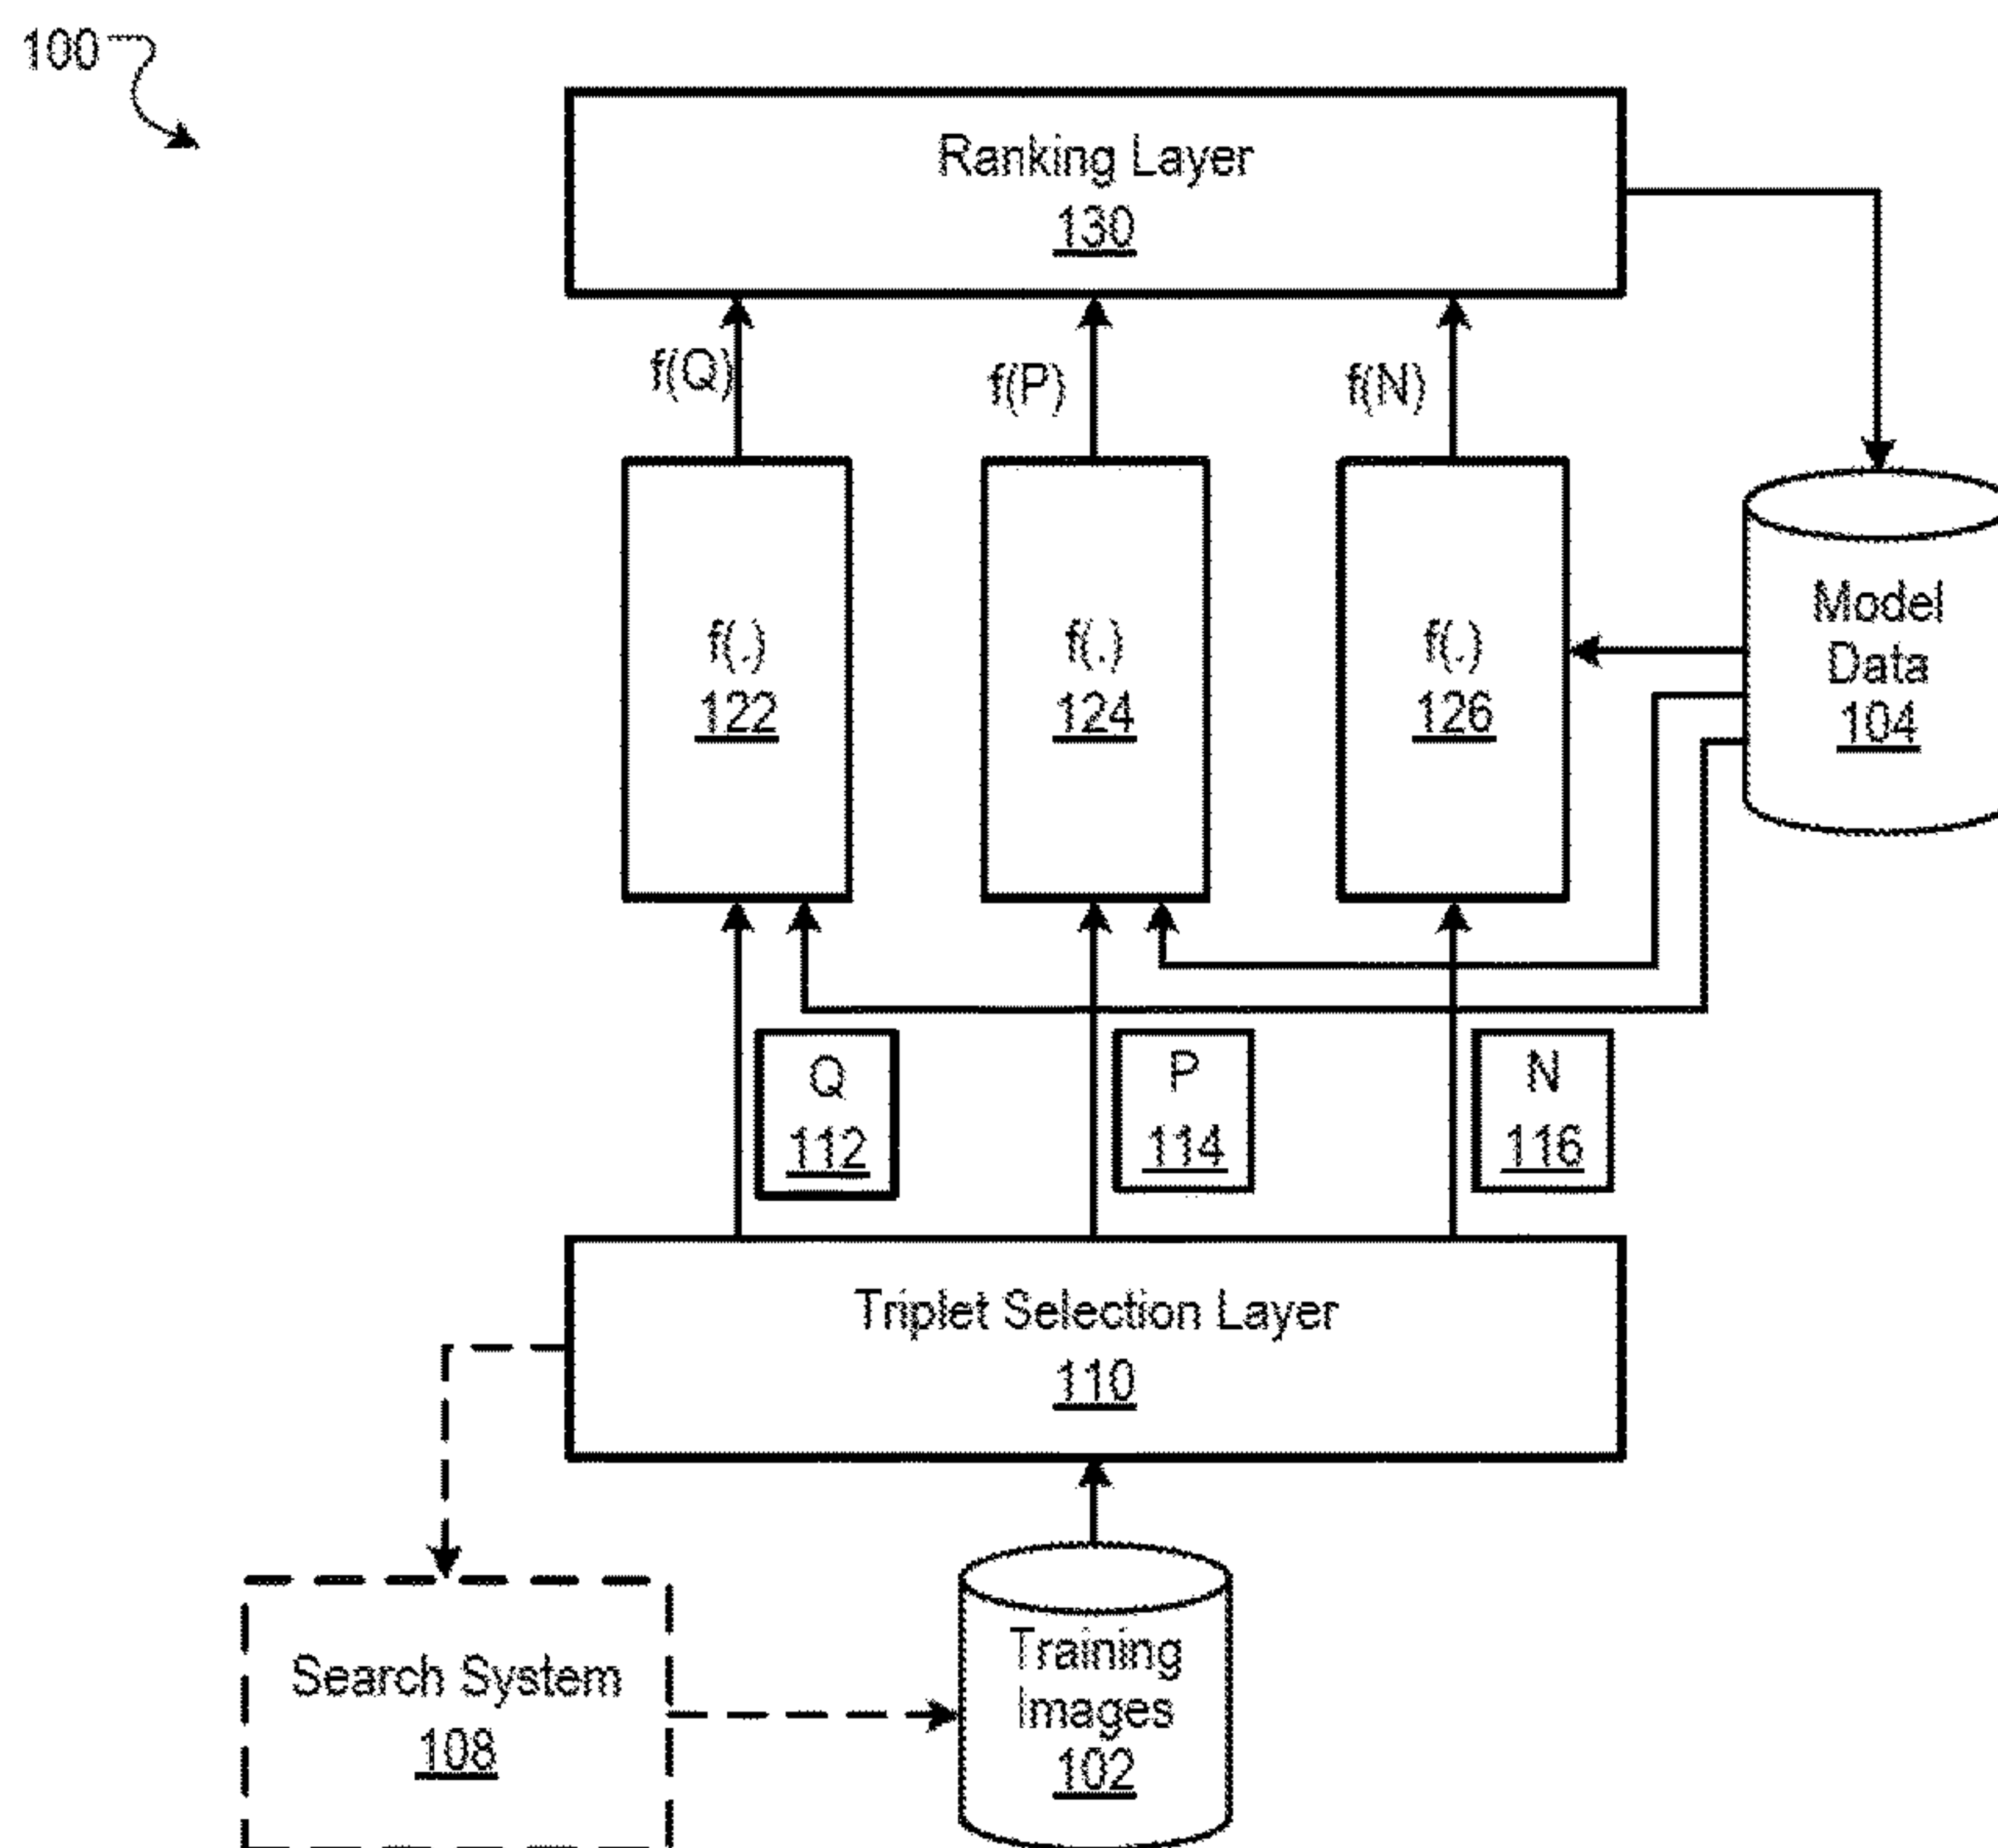 100
Ranking Layer
130
f(Q)
f(P)
f(N)
f(.)
122
f(.)
124
f(.)
126
Model
Data
104
Q
112
P
114
N
116
Triplet Selection Layer
110
Search System
108
Training
Images
102